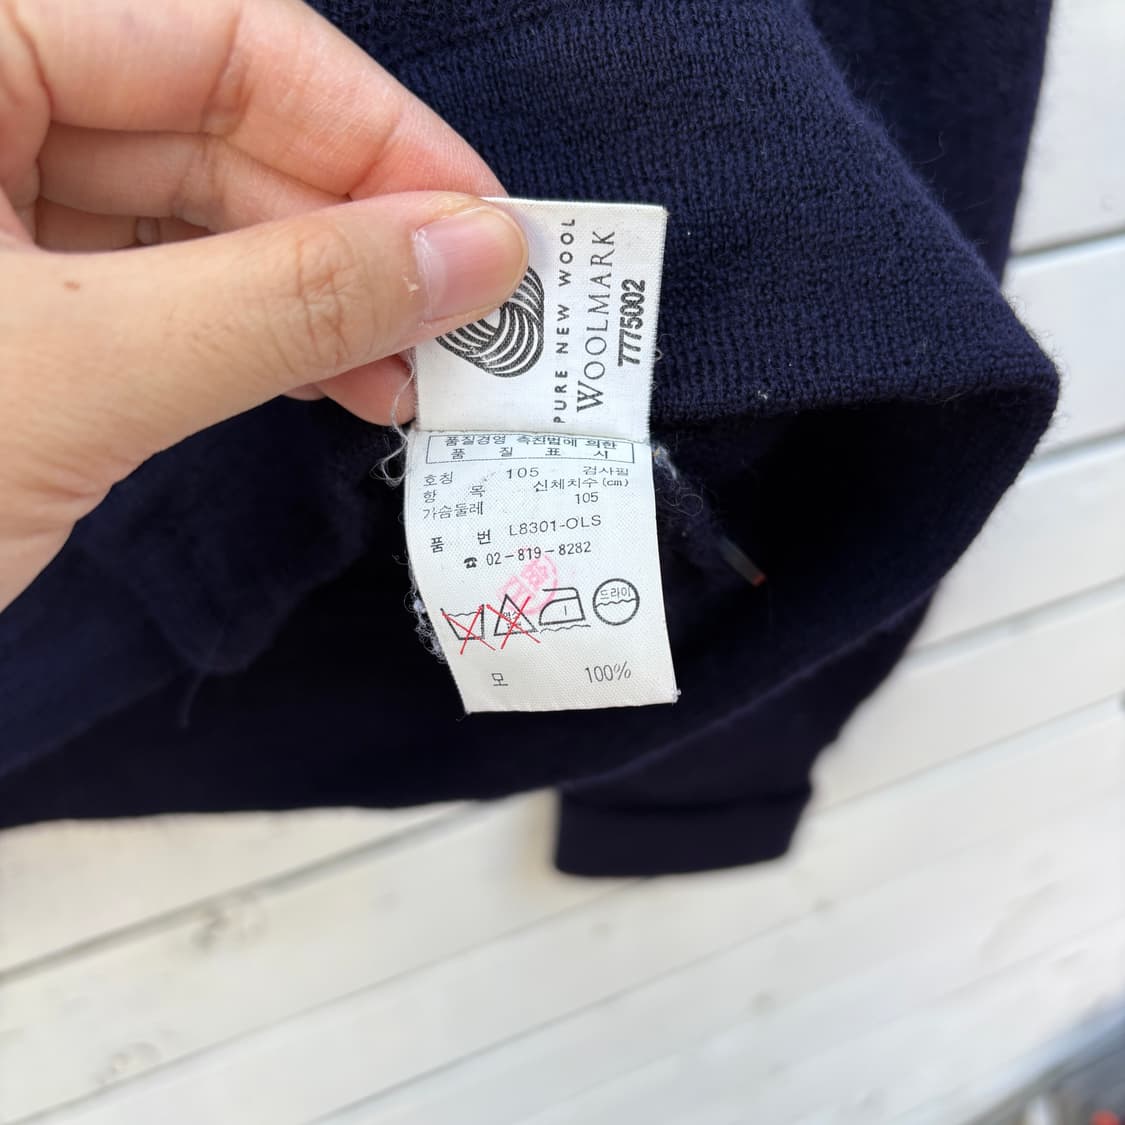 PURE NEW WOOL
WOOLMARK
7775002
품질경영 촉진법에 의한
품 질 표 시
호칭 105 검사필
항 목 신체치수(cm)
가슴둘레 105
품 번 L8301-OLS
☎ 02-819-8282
드라이
모 100%